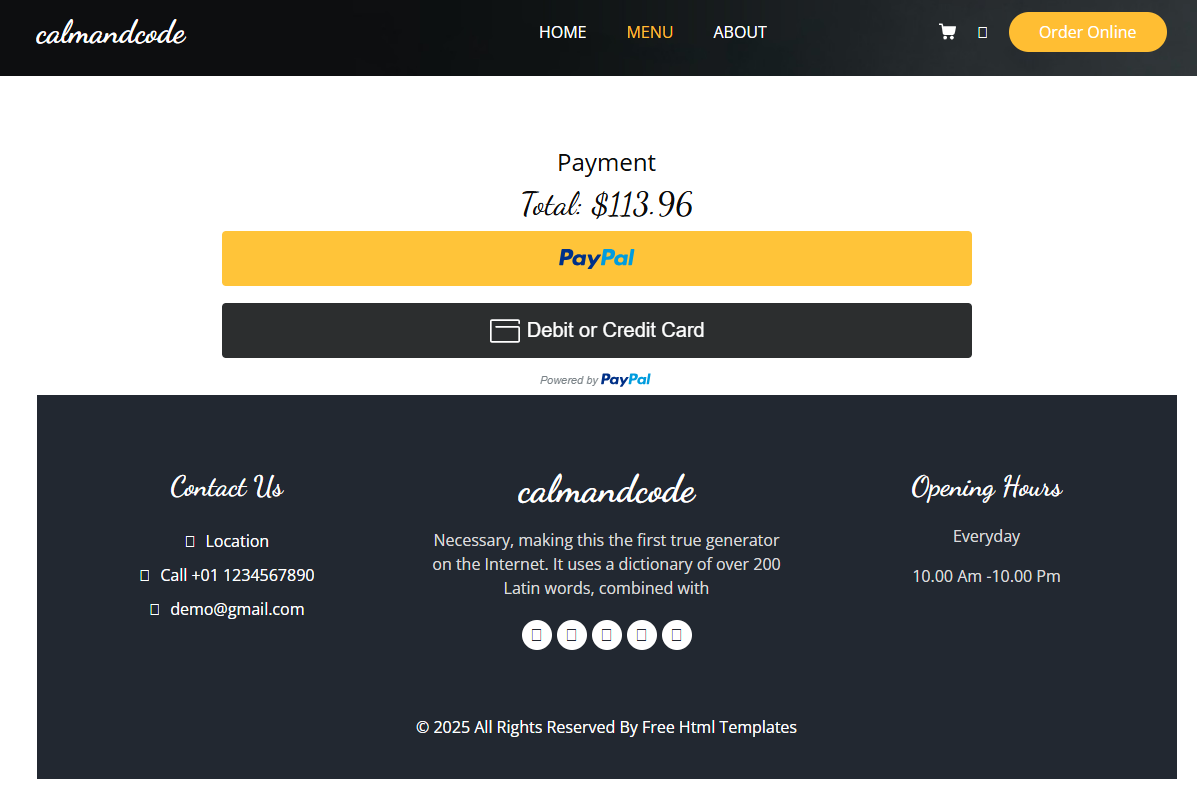 calmandcode HOME MENU ABOUT Order Online
Payment
Total: $113.96
PayPal
Debit or Credit Card
Powered by PayPal
Contact Us
Location
Call +01 1234567890
demo@gmail.com
calmandcode
Necessary, making this the first true generator
on the Internet. It uses a dictionary of over 200
Latin words, combined with
Opening Hours
Everyday
10.00 Am -10.00 Pm
© 2025 All Rights Reserved By Free Html Templates